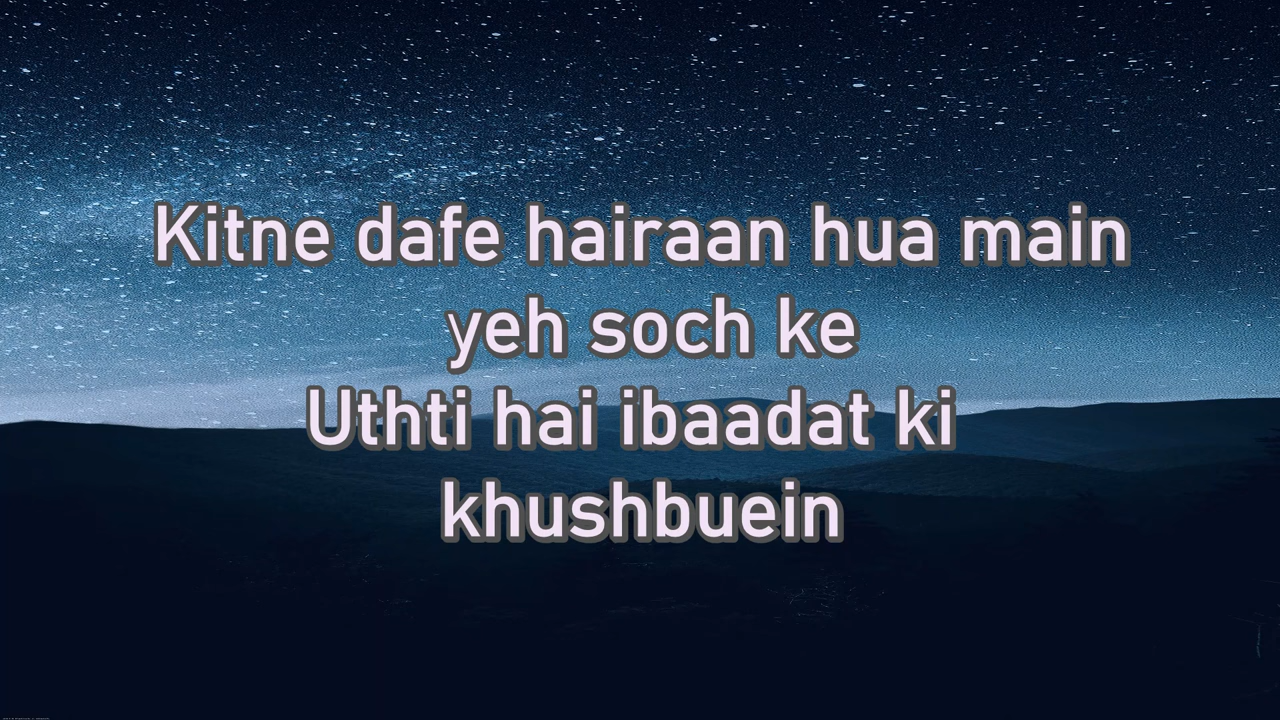 Kitne dafe hairaan hua main
yeh soch ke
Uthti hai ibaadat ki
khushbuein